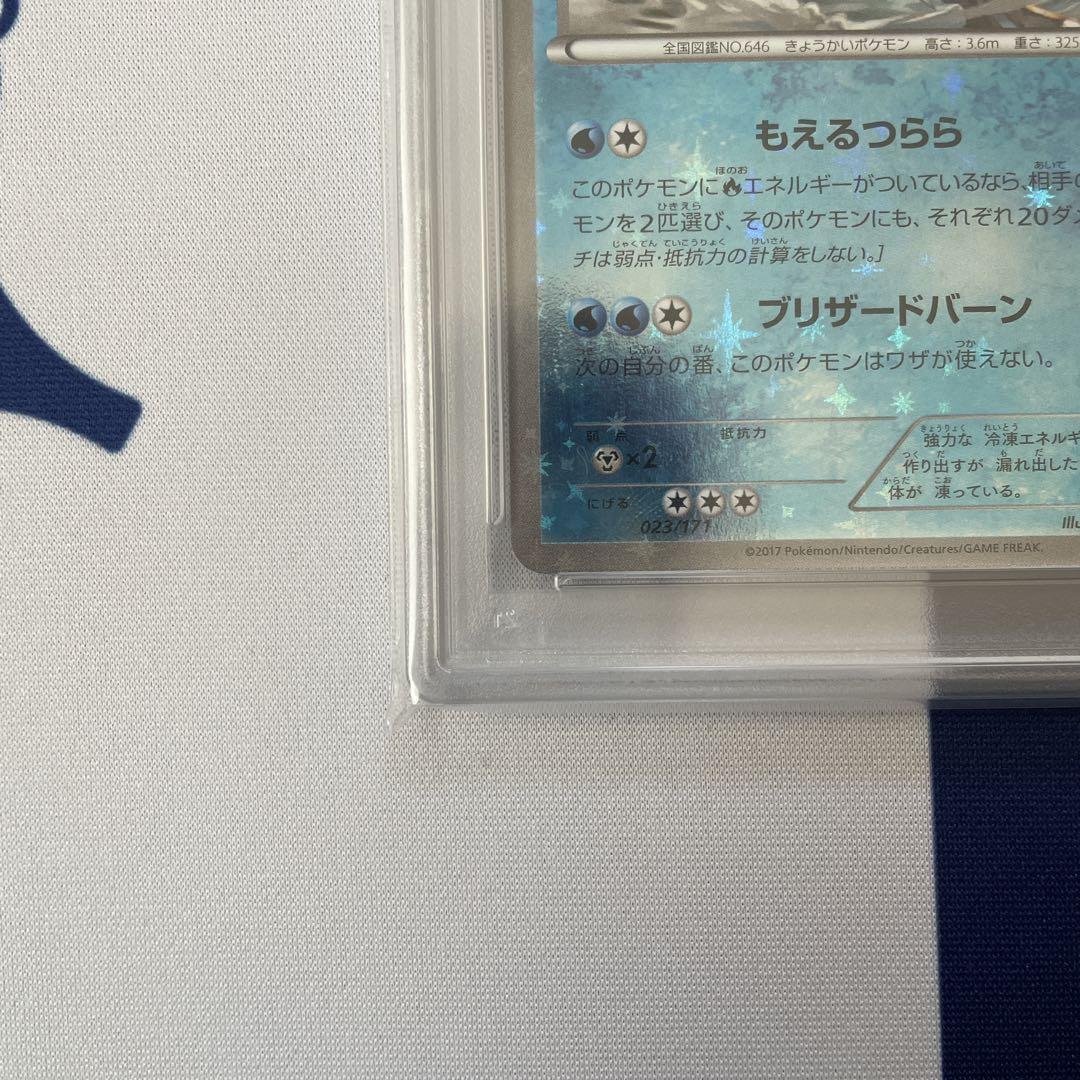 全国図鑑NO.646 きょうかいポケモン 高さ:3.6m 重さ:325
もえるつらら
このポケモンにエネルギーがついているなら、相手の
モンを2匹選び、そのポケモンにも、それぞれ20ダメ
チは弱点・抵抗力の計算をしない。]
ブリザードバーン
次の自分の番、このポケモンはワザが使えない。
弱点 抵抗力
×2
強力な 冷凍エネルギ
作り出すが 漏れ出した
体が 凍っている。
にげる
023/171
Illu
©2017 Pokémon/Nintendo/Creatures/GAME FREAK.